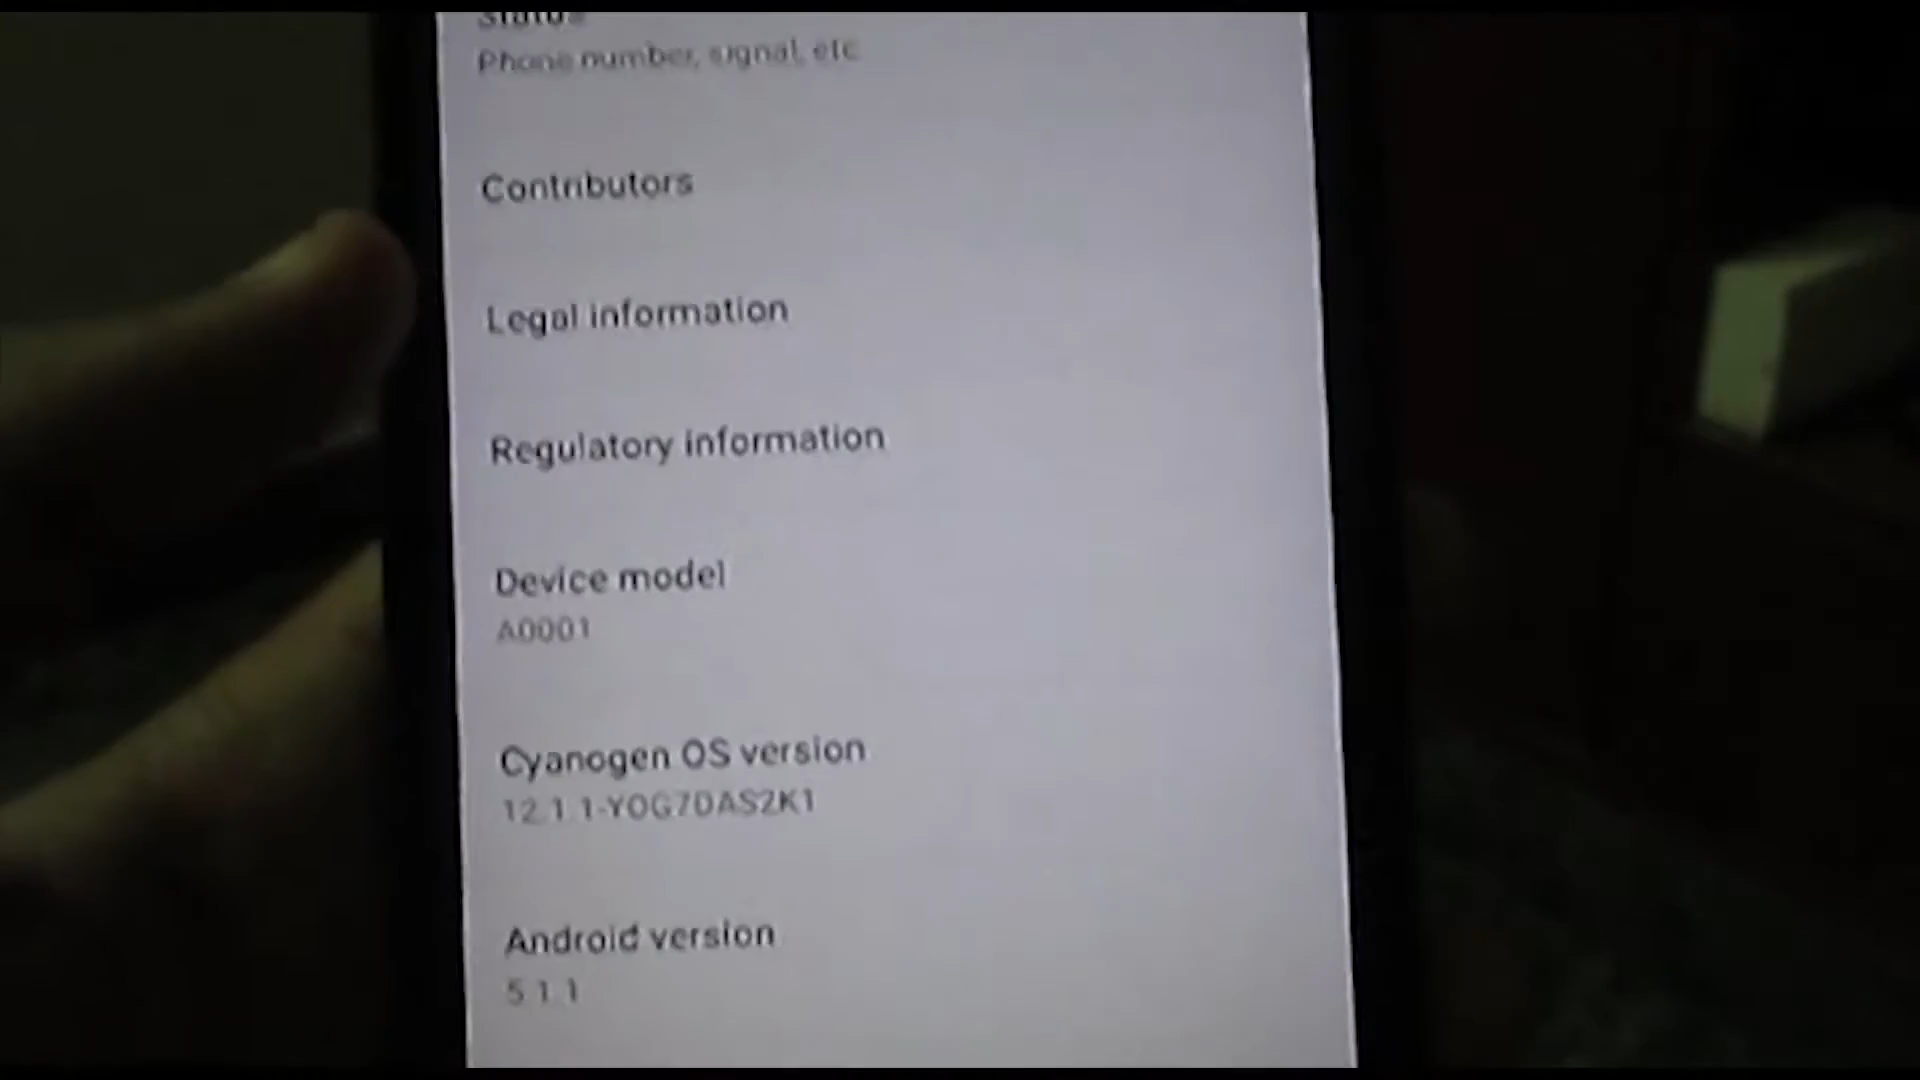 Status
Phone number, signal, etc
Contributors
Legal information
Regulatory information
Device model
A0001
Cyanogen OS version
12.1.1-YOG7DAS2K1
Android version
5.1.1